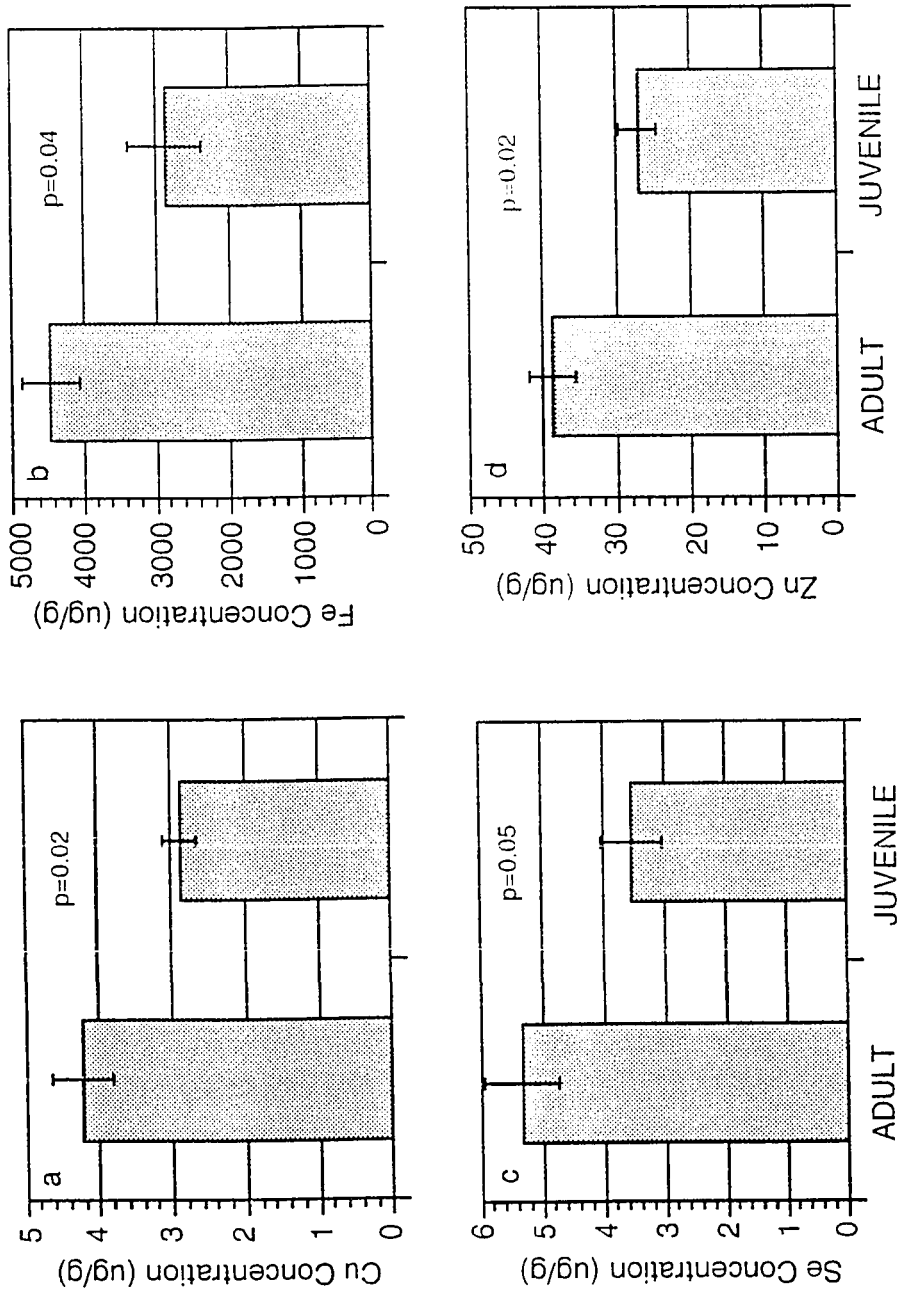 a
p=0.02
Cu Concentration (ug/g)
5
4
3
2
1
0
b
p=0.04
Fe Concentration (ug/g)
5000
4000
3000
2000
1000
0
c
p=0.05
Se Concentration (ug/g)
6
5
4
3
2
1
0
ADULT
JUVENILE
d
p=0.02
Zn Concentration (ug/g)
50
40
30
20
10
0
ADULT
JUVENILE